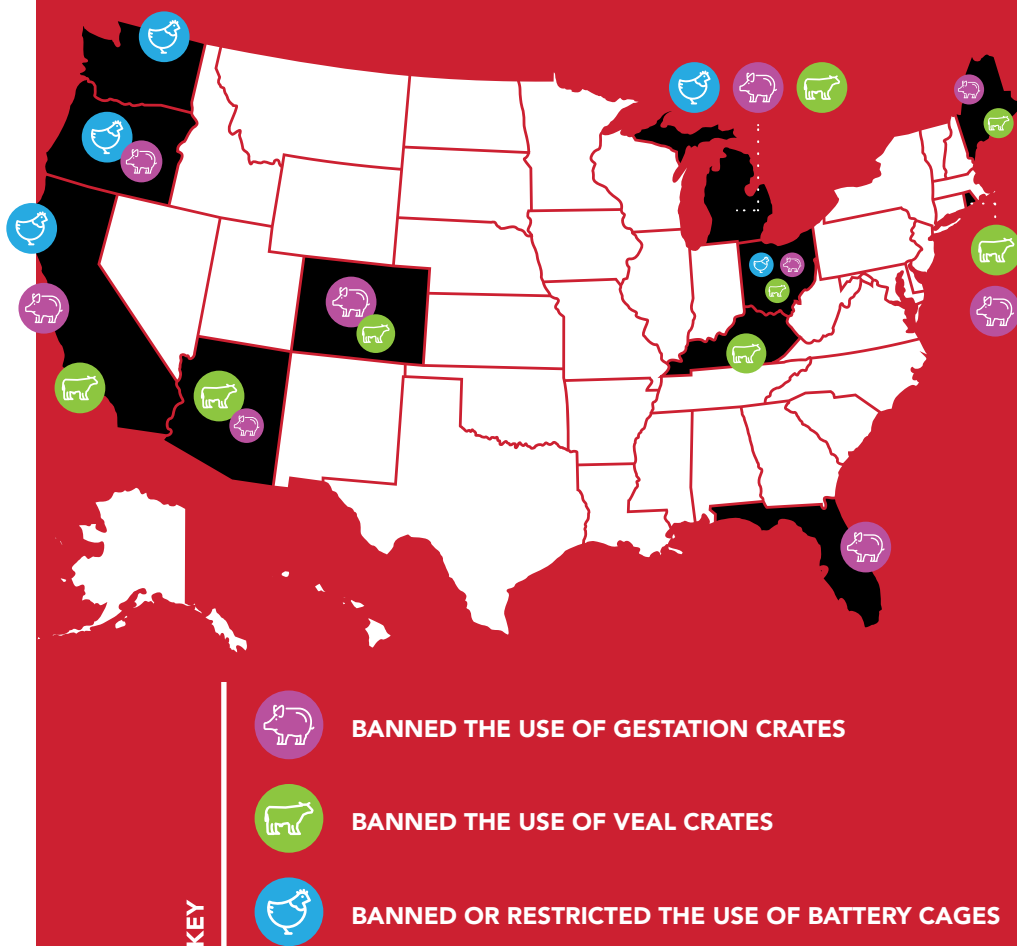 BANNED THE USE OF GESTATION CRATES
BANNED THE USE OF VEAL CRATES
KEY
BANNED OR RESTRICTED THE USE OF BATTERY CAGES